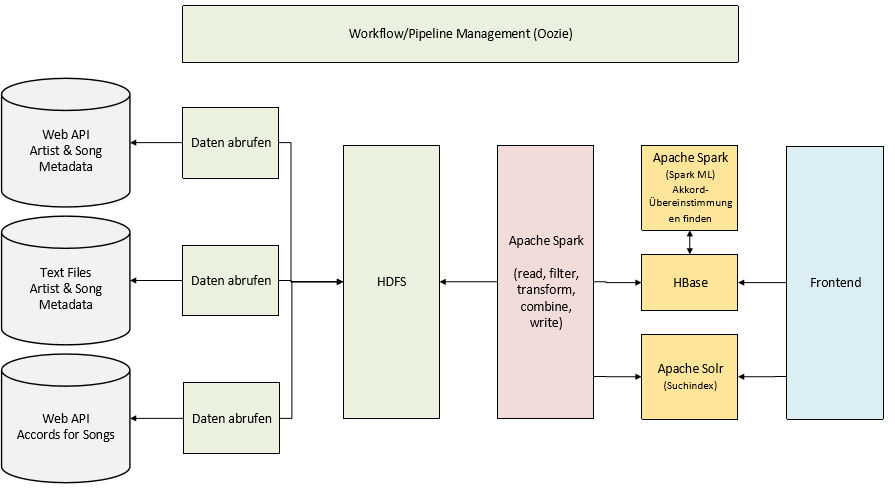 Workflow/Pipeline Management (Oozie)
Web API
Artist & Song
Metadata
Daten abrufen
Text Files
Artist & Song
Metadata
Daten abrufen
Web API
Accords for Songs
Daten abrufen
HDFS
Apache Spark
(read, filter,
transform,
combine,
write)
Apache Spark
(Spark ML)
Akkord-
Übereinstimmung
en finden
HBase
Apache Solr
(Suchindex)
Frontend